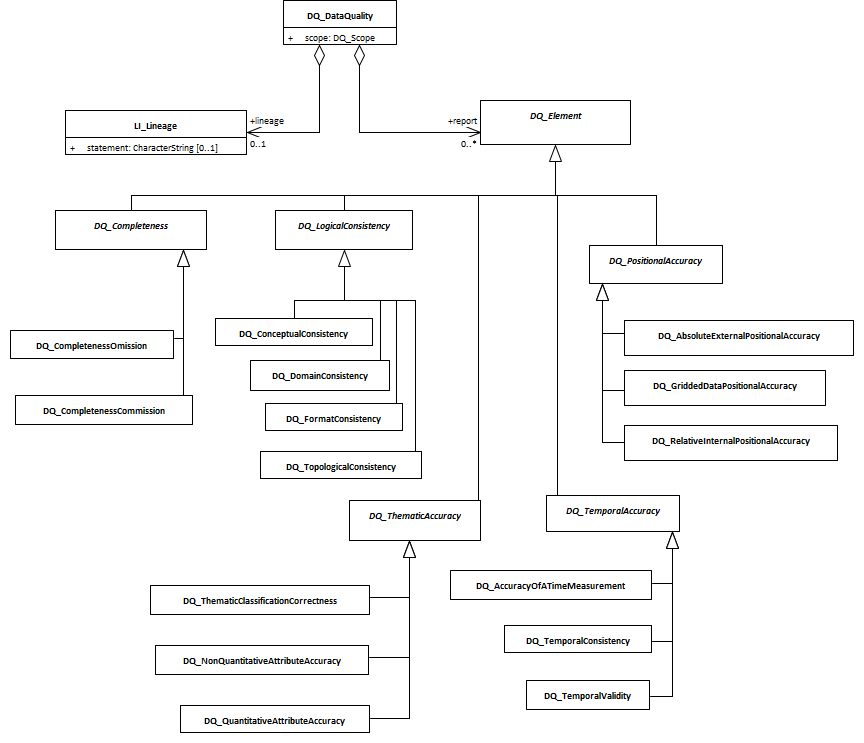 DQ_DataQuality
+ scope: DQ_Scope
+lineage
0..1
+report
0..*
LI_Lineage
+ statement: CharacterString [0..1]
DQ_Element
DQ_Completeness
DQ_LogicalConsistency
DQ_PositionalAccuracy
DQ_CompletenessOmission
DQ_CompletenessCommission
DQ_ConceptualConsistency
DQ_DomainConsistency
DQ_FormatConsistency
DQ_TopologicalConsistency
DQ_AbsoluteExternalPositionalAccuracy
DQ_GriddedDataPositionalAccuracy
DQ_RelativeInternalPositionalAccuracy
DQ_ThematicAccuracy
DQ_TemporalAccuracy
DQ_ThematicClassificationCorrectness
DQ_NonQuantitativeAttributeAccuracy
DQ_QuantitativeAttributeAccuracy
DQ_AccuracyOfATimeMeasurement
DQ_TemporalConsistency
DQ_TemporalValidity